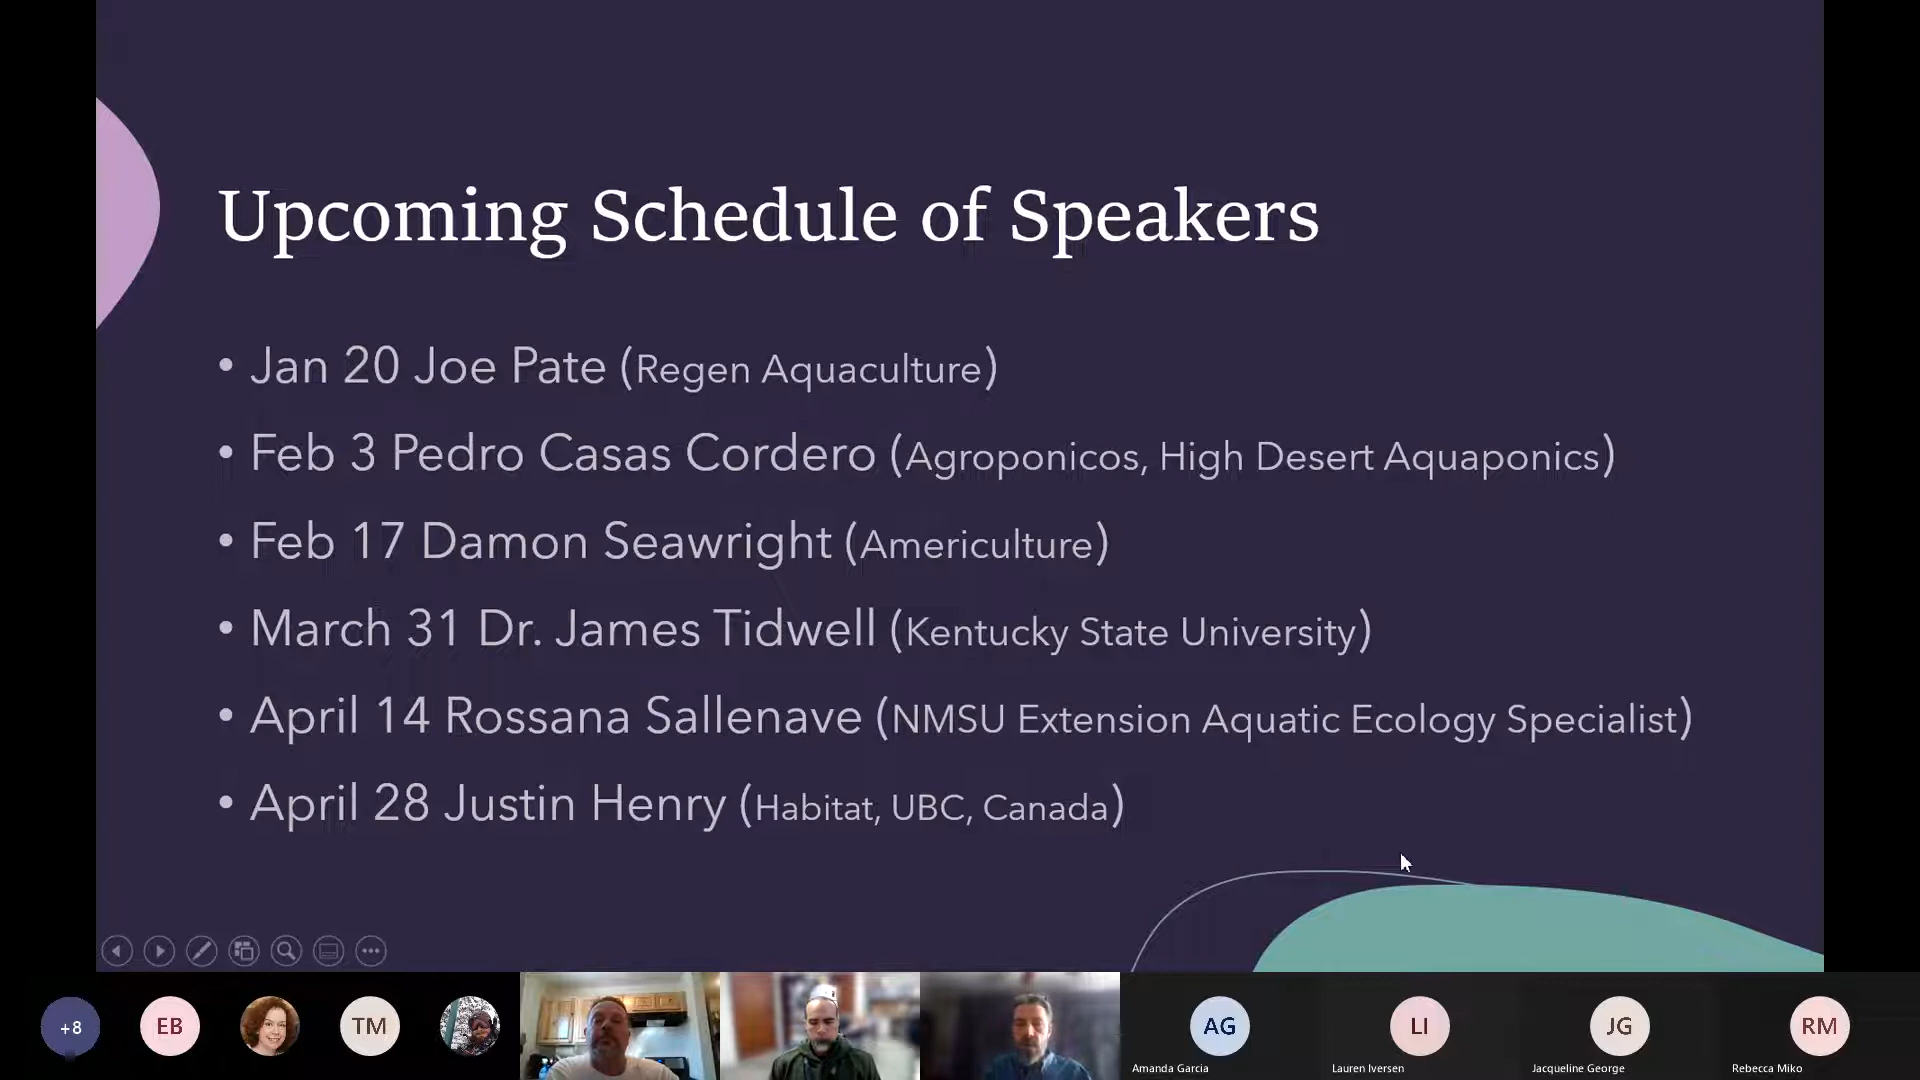 Upcoming Schedule of Speakers
• Jan 20 Joe Pate (Regen Aquaculture)
• Feb 3 Pedro Casas Cordero (Agroponicos, High Desert Aquaponics)
• Feb 17 Damon Seawright (Americulture)
• March 31 Dr. James Tidwell (Kentucky State University)
• April 14 Rossana Sallenave (NMSU Extension Aquatic Ecology Specialist)
• April 28 Justin Henry (Habitat, UBC, Canada)
+8
EB
TM
AG
LI
JG
RM
Amanda Garcia
Lauren Iversen
Jacqueline George
Rebecca Miko